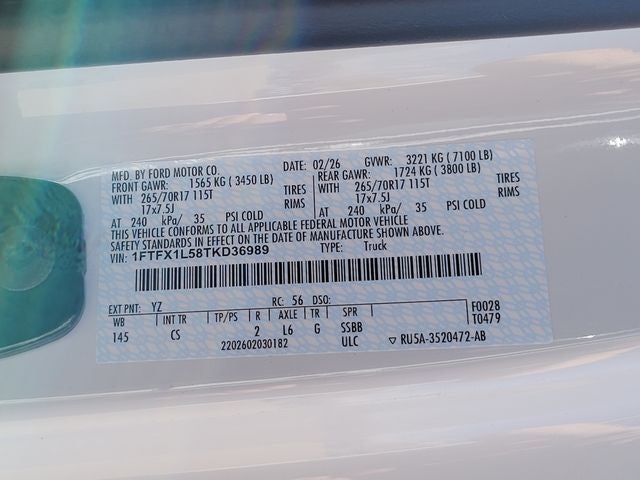 MFD. BY FORD MOTOR CO. DATE: 02/26 GVWR: 3221 KG ( 7100 LB)
FRONT GAWR: 1565 KG ( 3450 LB) REAR GAWR: 1724 KG ( 3800 LB)
WITH 265/70R17 115T TIRES WITH 265/70R17 115T TIRES
17x7.5J RIMS 17x7.5J RIMS
AT 240 kPa/ 35 PSI COLD AT 240 kPa/ 35 PSI COLD
THIS VEHICLE CONFORMS TO ALL APPLICABLE FEDERAL MOTOR VEHICLE
SAFETY STANDARDS IN EFFECT ON THE DATE OF MANUFACTURE SHOWN ABOVE.
VIN: 1FTFX1L58TKD36989 TYPE: Truck
EXT PNT: YZ RC: 56 DSO: F0028
WB INT TR TP/PS R AXLE TR SPR T0479
145 CS 2 L6 G SSBB
2202602030182 ULC ▽ RU5A-3520472-AB